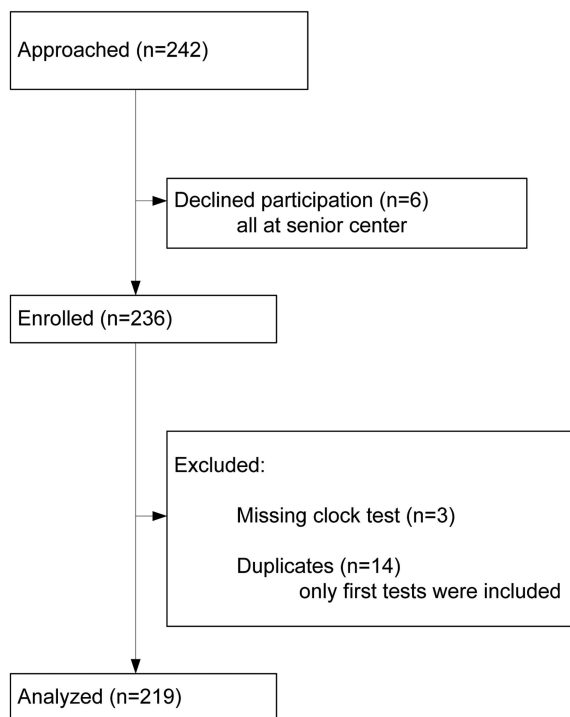 Approached (n=242)
Declined participation (n=6)
all at senior center
Enrolled (n=236)
Excluded:
Missing clock test (n=3)
Duplicates (n=14)
only first tests were included
Analyzed (n=219)